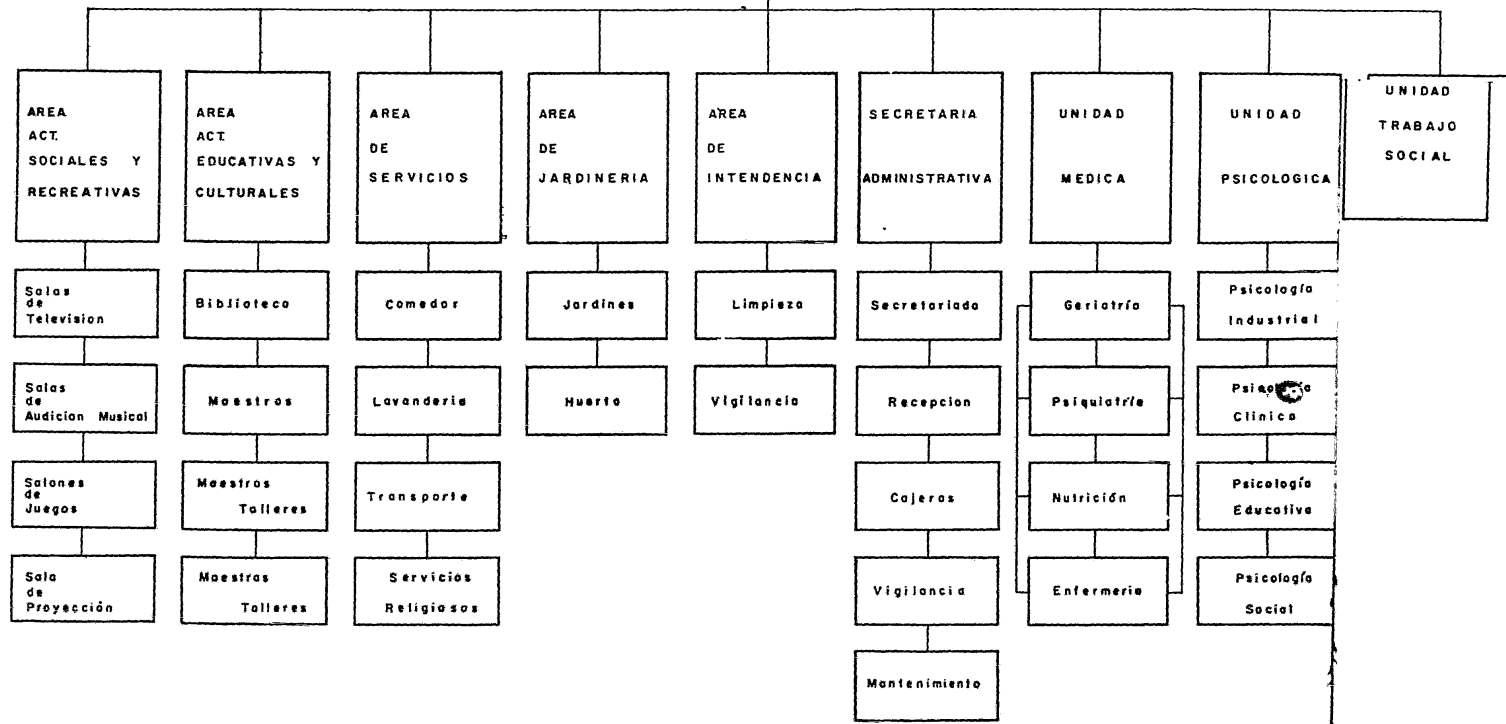 AREA
ACT.
SOCIALES Y
RECREATIVAS
AREA
ACT.
EDUCATIVAS Y
CULTURALES
AREA
DE
SERVICIOS
AREA
DE
JARDINERIA
AREA
DE
INTENDENCIA
SECRETARIA
ADMINISTRATIVA
UNIDAD
MEDICA
UNIDAD
PSICOLOGICA
UNIDAD
TRABAJO
SOCIAL
Salas
de
Television
Salas
de
Audicion Musical
Salones
de
Juegos
Sala
de
Proyección
Biblioteca
Maestros
Maestros
Talleres
Maestras
Talleres
Comedor
Lavanderia
Transporte
Servicios
Religiosos
Jardines
Huerto
Limpieza
Vigilancia
Secretariado
Recepcion
Cajeras
Vigilancia
Mantenimiento
Geriatría
Psiquiatría
Nutrición
Enfermeria
Psicología
Industrial
Psicología
Clinica
Psicología
Educativa
Psicología
Social